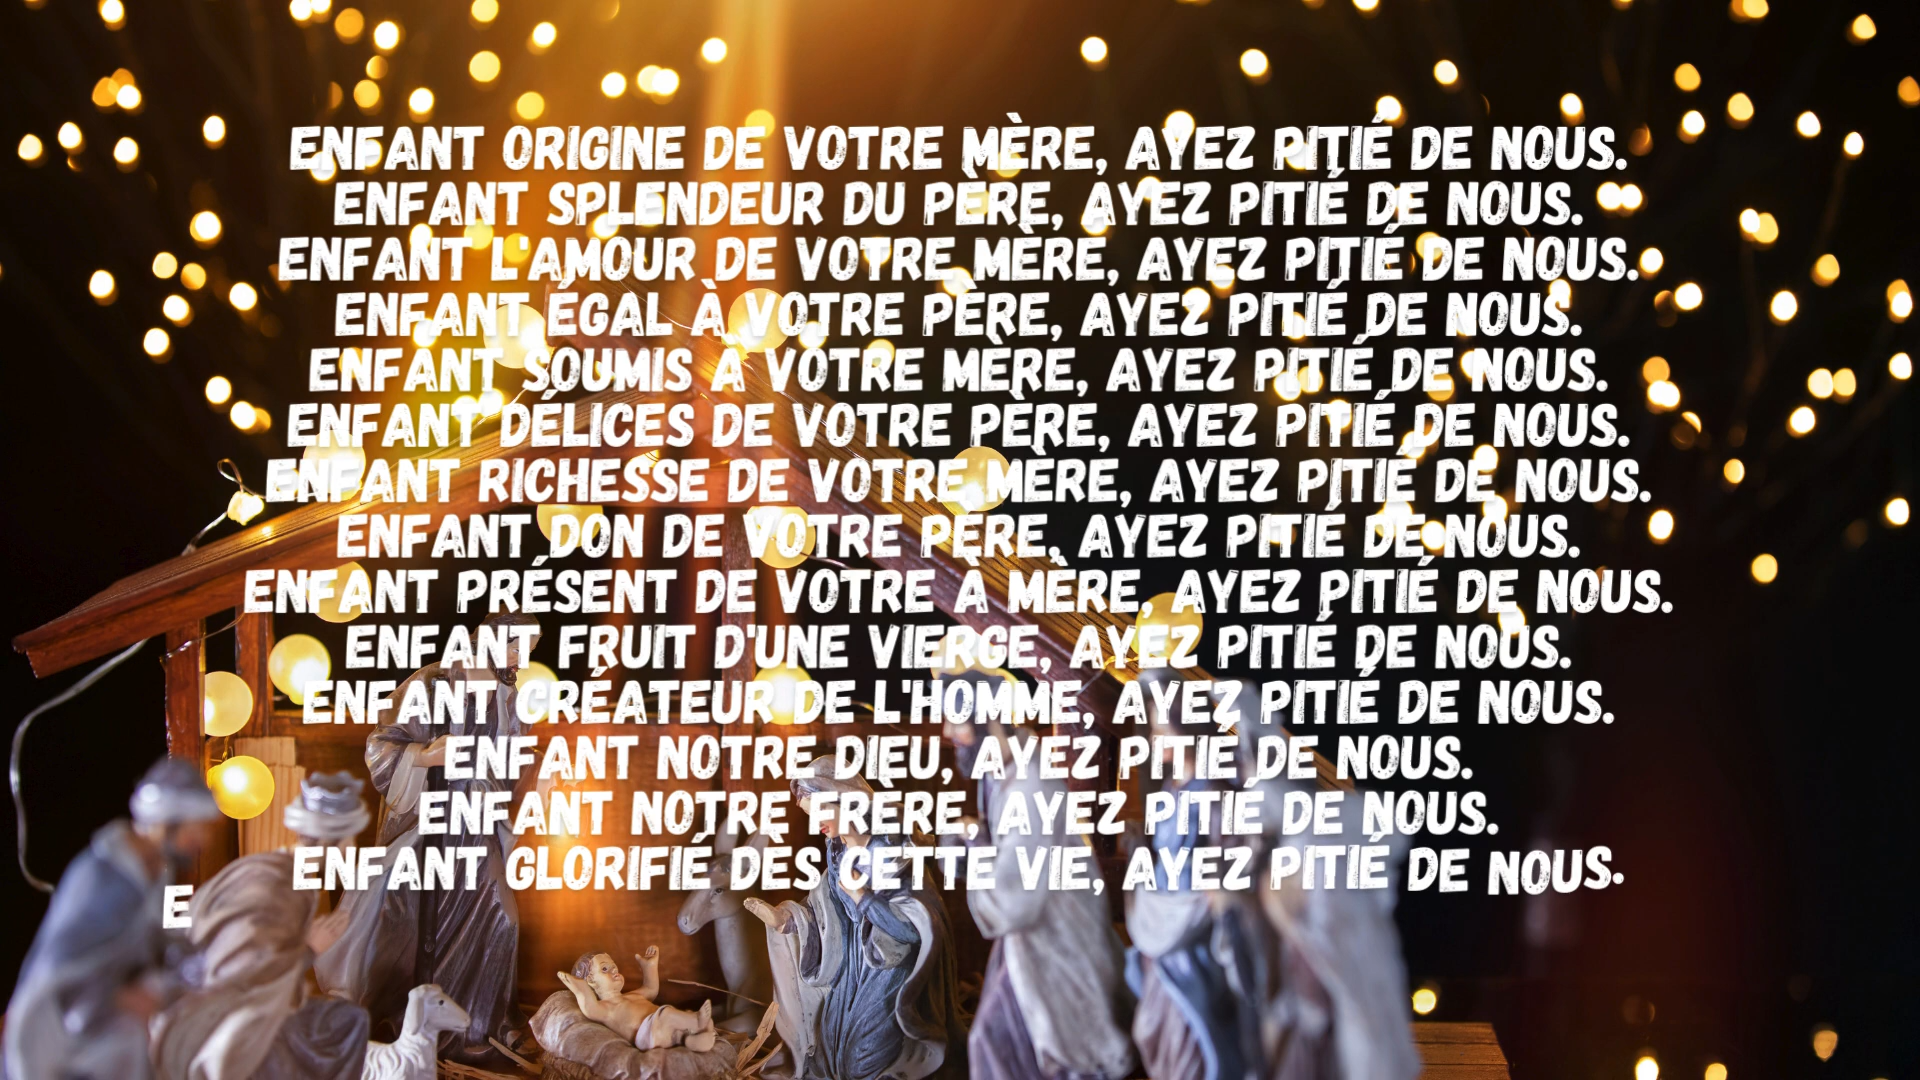 ENFANT ORIGINE DE VOTRE MÈRE, AYEZ PITIÉ DE NOUS.
ENFANT SPLENDEUR DU PÈRE, AYEZ PITIÉ DE NOUS.
ENFANT L'AMOUR DE VOTRE MÈRE, AYEZ PITIÉ DE NOUS.
ENFANT ÉGAL À VOTRE PÈRE, AYEZ PITIÉ DE NOUS.
ENFANT SOUMIS À VOTRE MÈRE, AYEZ PITIÉ DE NOUS.
ENFANT DÉLICES DE VOTRE PÈRE, AYEZ PITIÉ DE NOUS.
ENFANT RICHESSE DE VOTRE MÈRE, AYEZ PITIÉ DE NOUS.
ENFANT DON DE VOTRE PÈRE, AYEZ PITIÉ DE NOUS.
ENFANT PRÉSENT DE VOTRE À MÈRE, AYEZ PITIÉ DE NOUS.
ENFANT FRUIT D'UNE VIERGE, AYEZ PITIÉ DE NOUS.
ENFANT CRÉATEUR DE L'HOMME, AYEZ PITIÉ DE NOUS.
ENFANT NOTRE DIEU, AYEZ PITIÉ DE NOUS.
ENFANT NOTRE FRÈRE, AYEZ PITIÉ DE NOUS.
ENFANT GLORIFIÉ DÈS CETTE VIE, AYEZ PITIÉ DE NOUS.
E